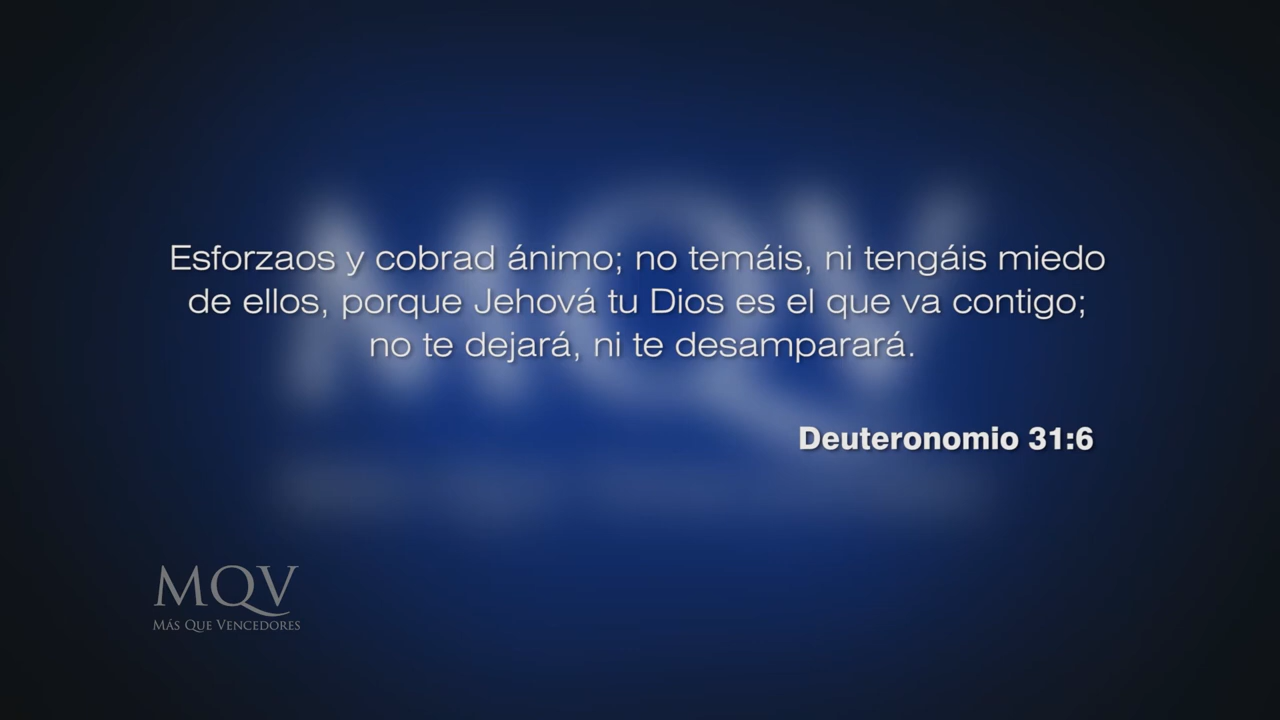 Esforzaos y cobrad ánimo; no temáis, ni tengáis miedo
de ellos, porque Jehová tu Dios es el que va contigo;
no te dejará, ni te desamparará.
Deuteronomio 31:6
MQV
MÁS QUE VENCEDORES